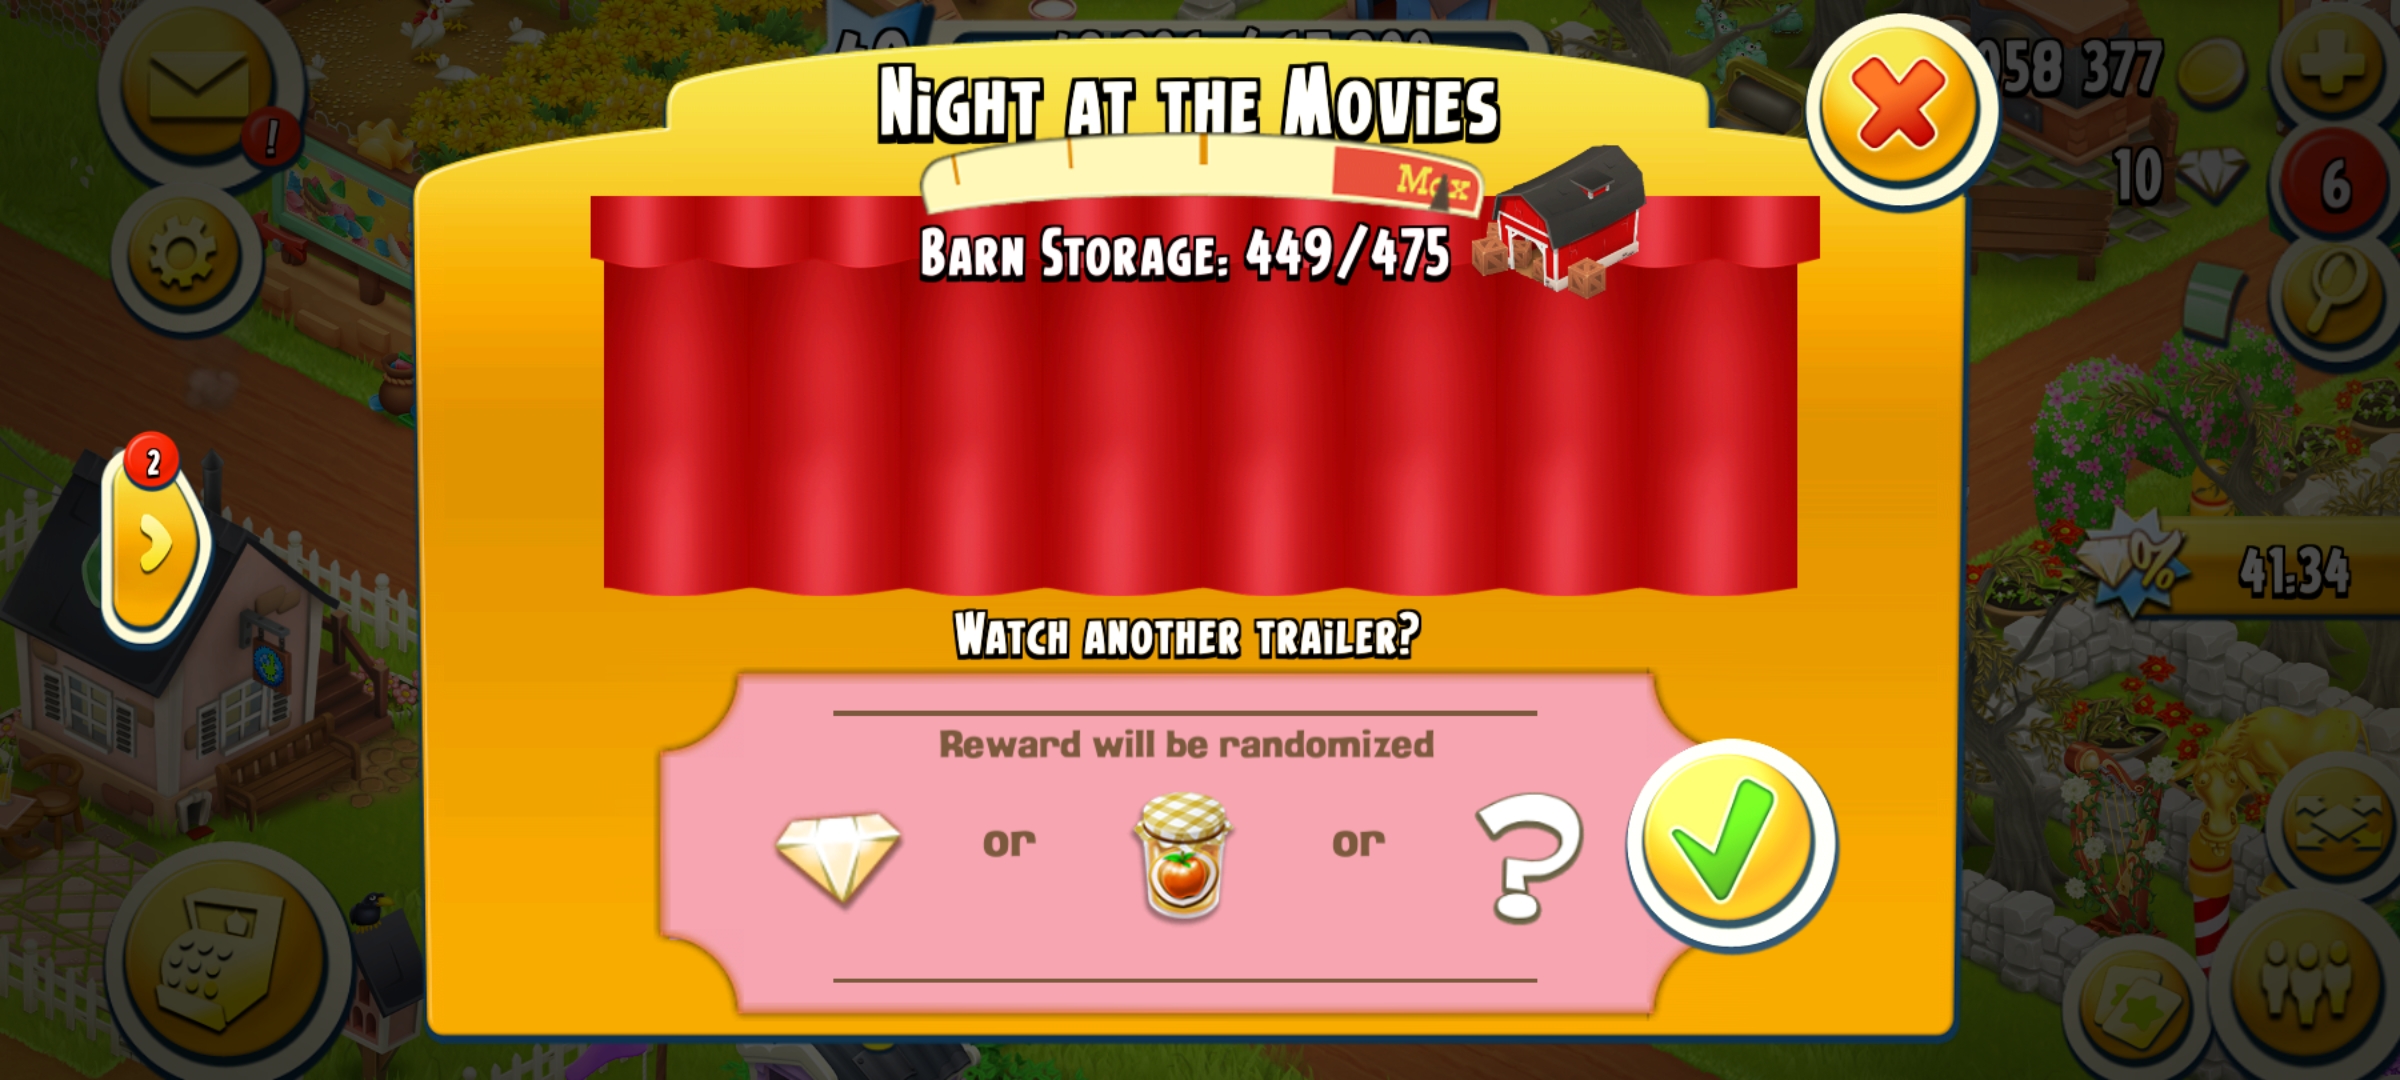 Night at the Movies
!
058 377
Max
10
6
Barn Storage: 449/475
2
%
41:34
Watch another trailer?
Reward will be randomized
or
or
?